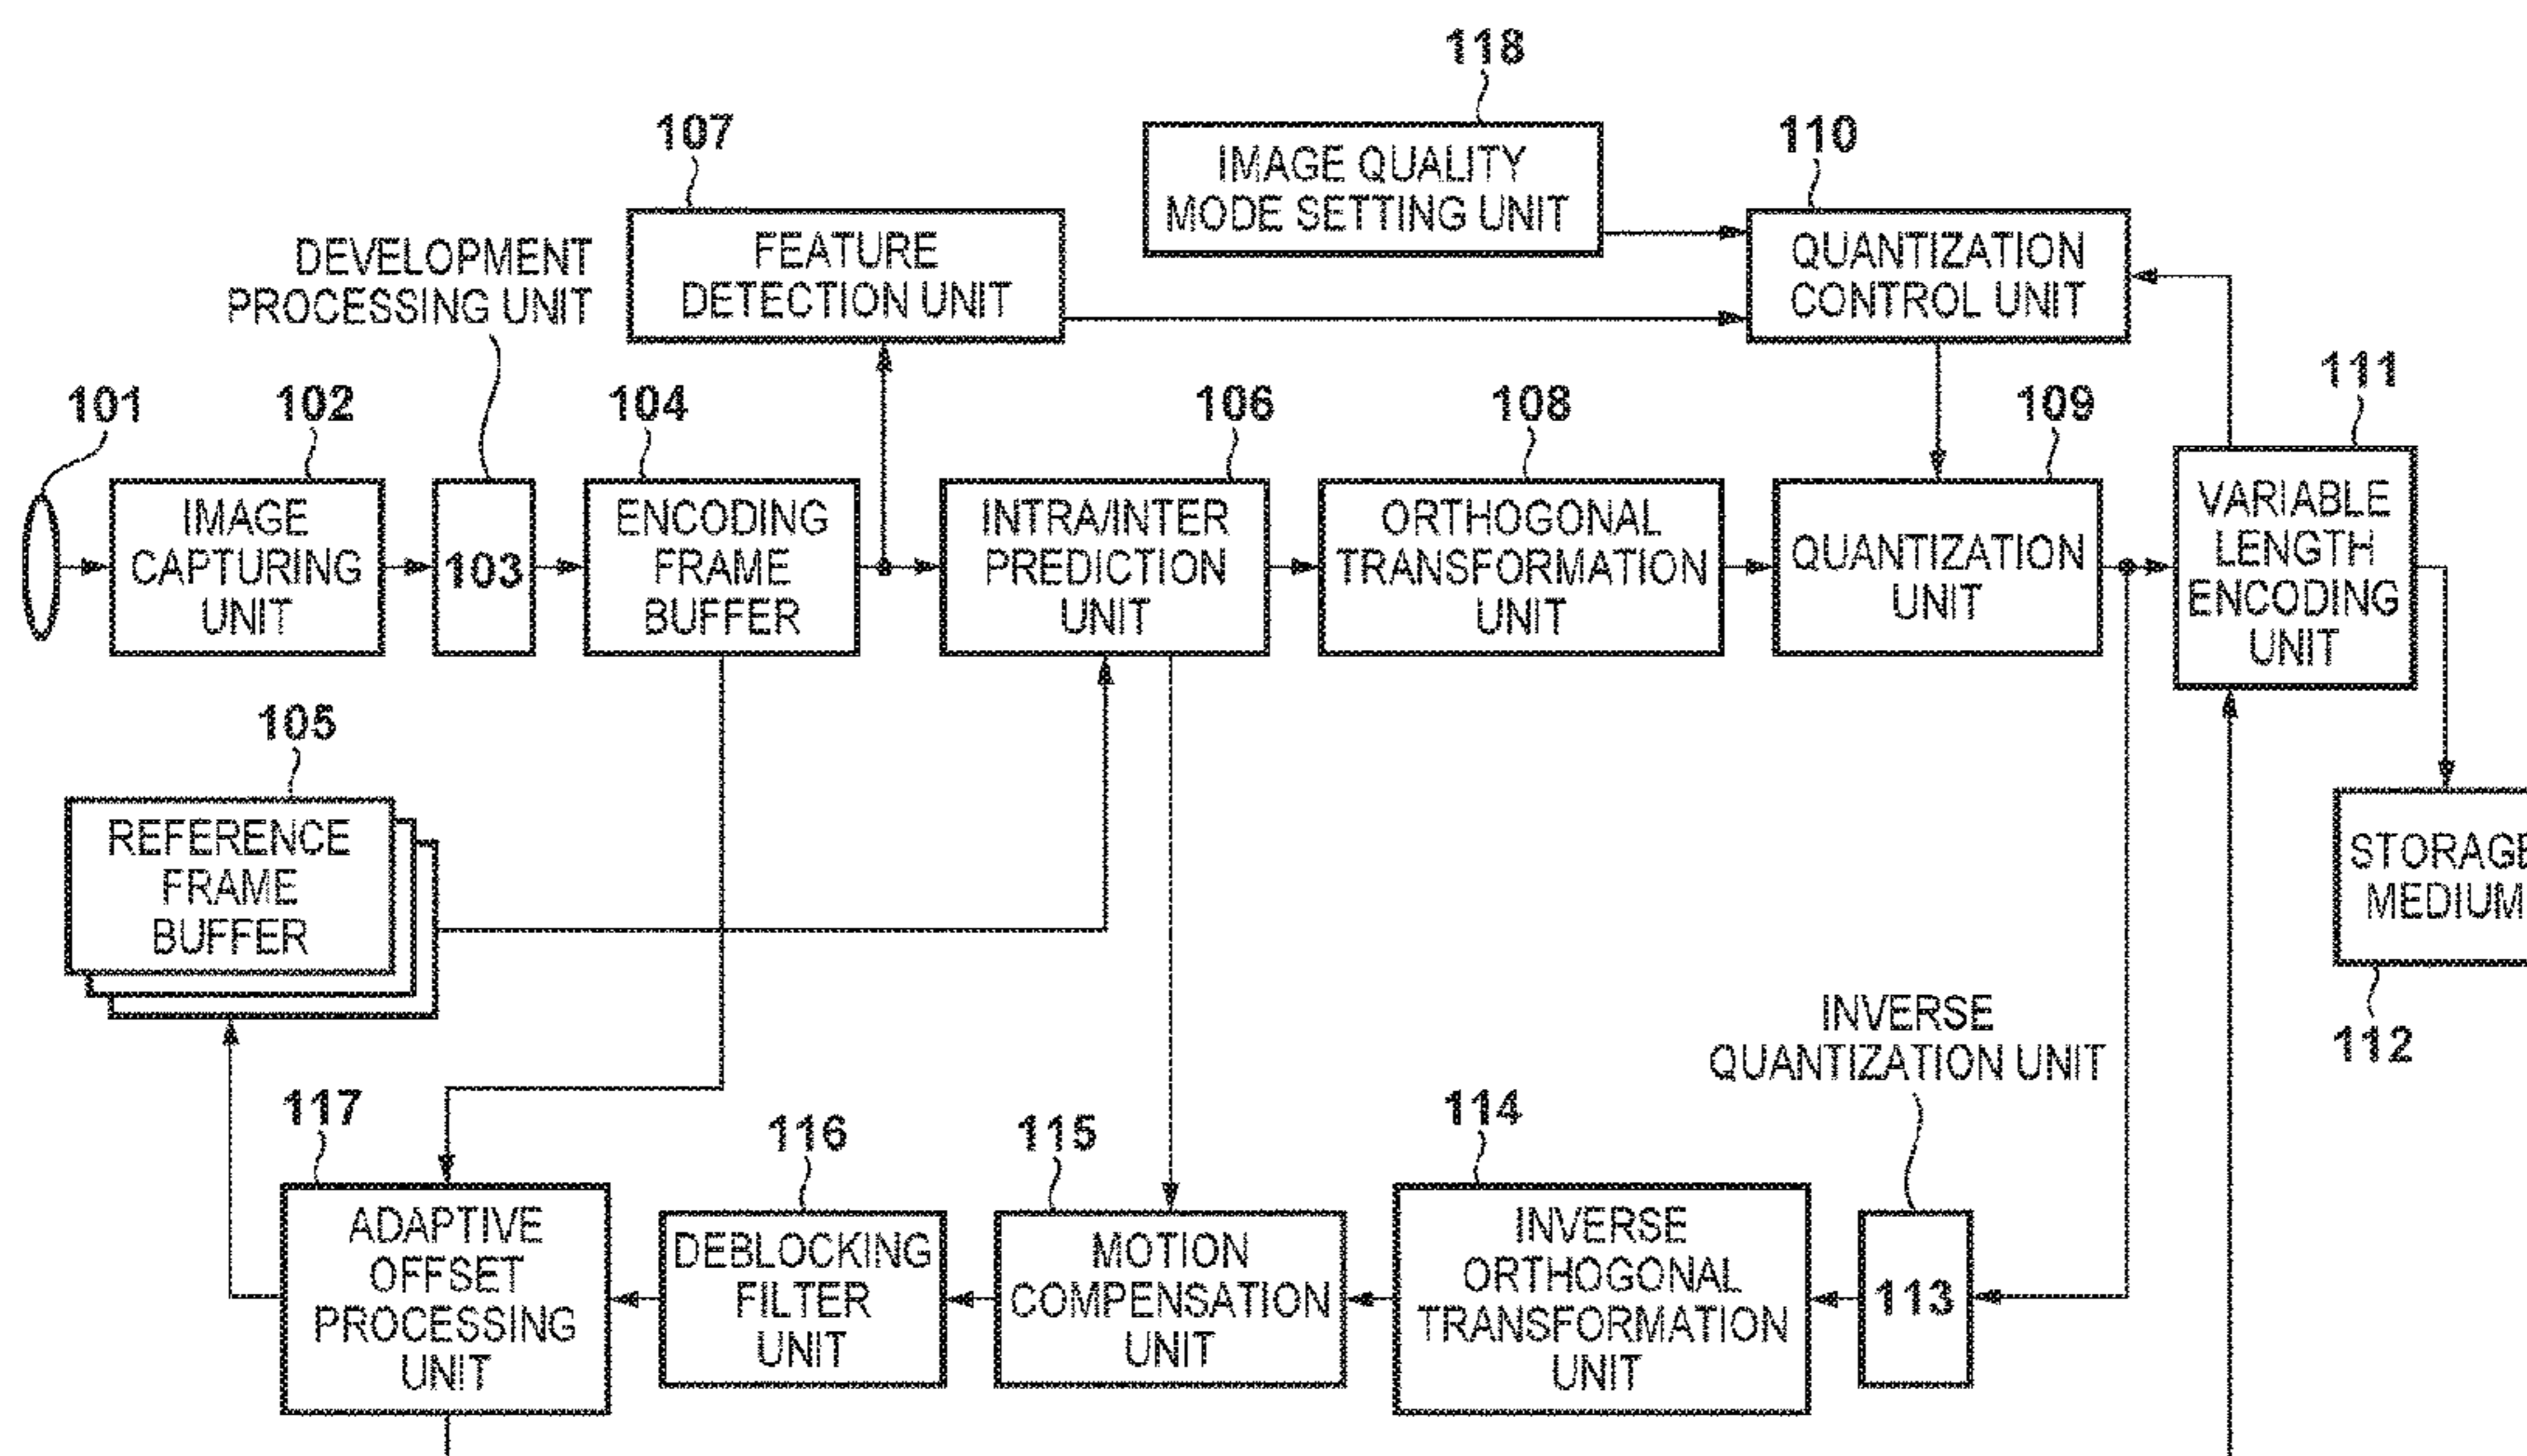 118
107
110
IMAGE QUALITY
MODE SETTING UNIT
DEVELOPMENT
PROCESSING UNIT
FEATURE
DETECTION UNIT
QUANTIZATION
CONTROL UNIT
111
101
102
104
106
108
109
IMAGE
CAPTURING
UNIT
103
ENCODING
FRAME
BUFFER
INTRA/INTER
PREDICTION
UNIT
ORTHOGONAL
TRANSFORMATION
UNIT
QUANTIZATION
UNIT
VARIABLE
LENGTH
ENCODING
UNIT
105
REFERENCE
FRAME
BUFFER
STORAGE
MEDIUM
112
INVERSE
QUANTIZATION UNIT
117
116
115
114
ADAPTIVE
OFFSET
PROCESSING
UNIT
DEBLOCKING
FILTER
UNIT
MOTION
COMPENSATION
UNIT
INVERSE
ORTHOGONAL
TRANSFORMATION
UNIT
113